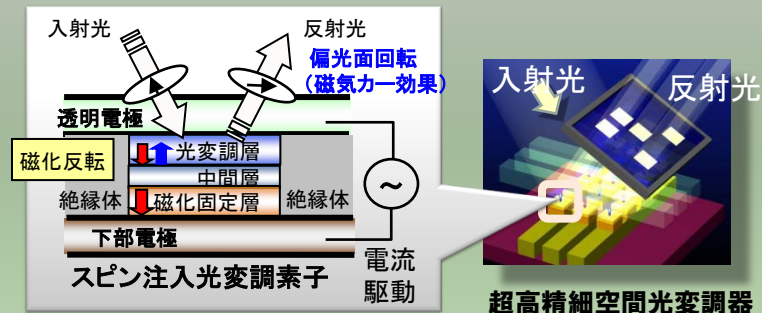 入射光
反射光
偏光面回転
(磁気カー効果)
透明電極
磁化反転
光変調層
中間層
絶縁体
磁化固定層
絶縁体
下部電極
~
電流
駆動
スピン注入光変調素子
入射光
反射光
超高精細空間光変調器